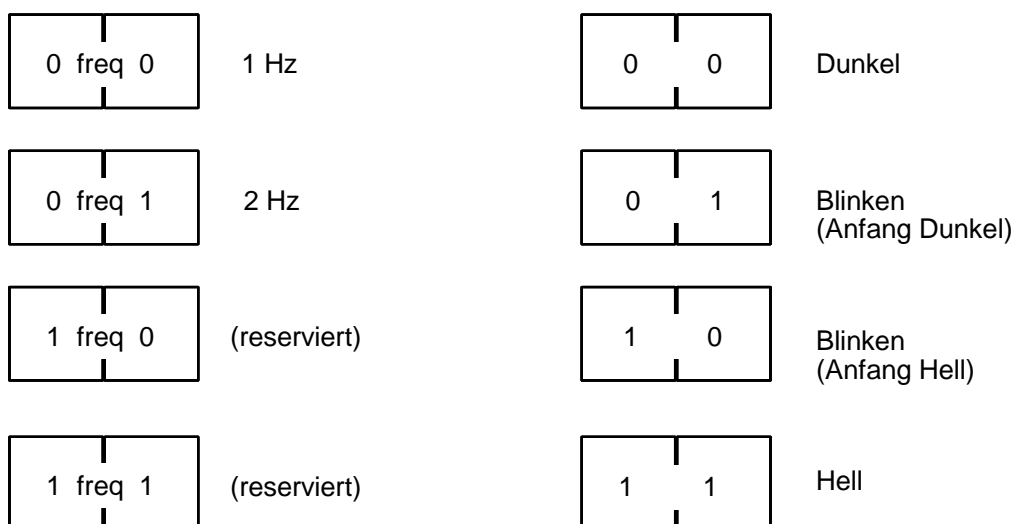 0 freq 0 1 Hz 0 0 Dunkel
0 freq 1 2 Hz 0 1 Blinken
(Anfang Dunkel)
1 freq 0 (reserviert) 1 0 Blinken
(Anfang Hell)
1 freq 1 (reserviert) 1 1 Hell